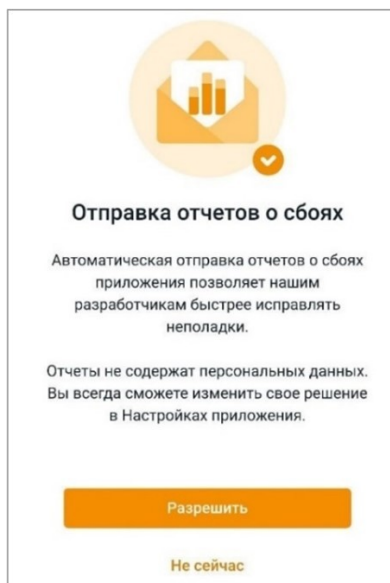 Отправка отчетов о сбоях
Автоматическая отправка отчетов о сбоях
приложения позволяет нашим
разработчикам быстрее исправлять
неполадки.
Отчеты не содержат персональных данных.
Вы всегда сможете изменить свое решение
в Настройках приложения.
Разрешить
Не сейчас